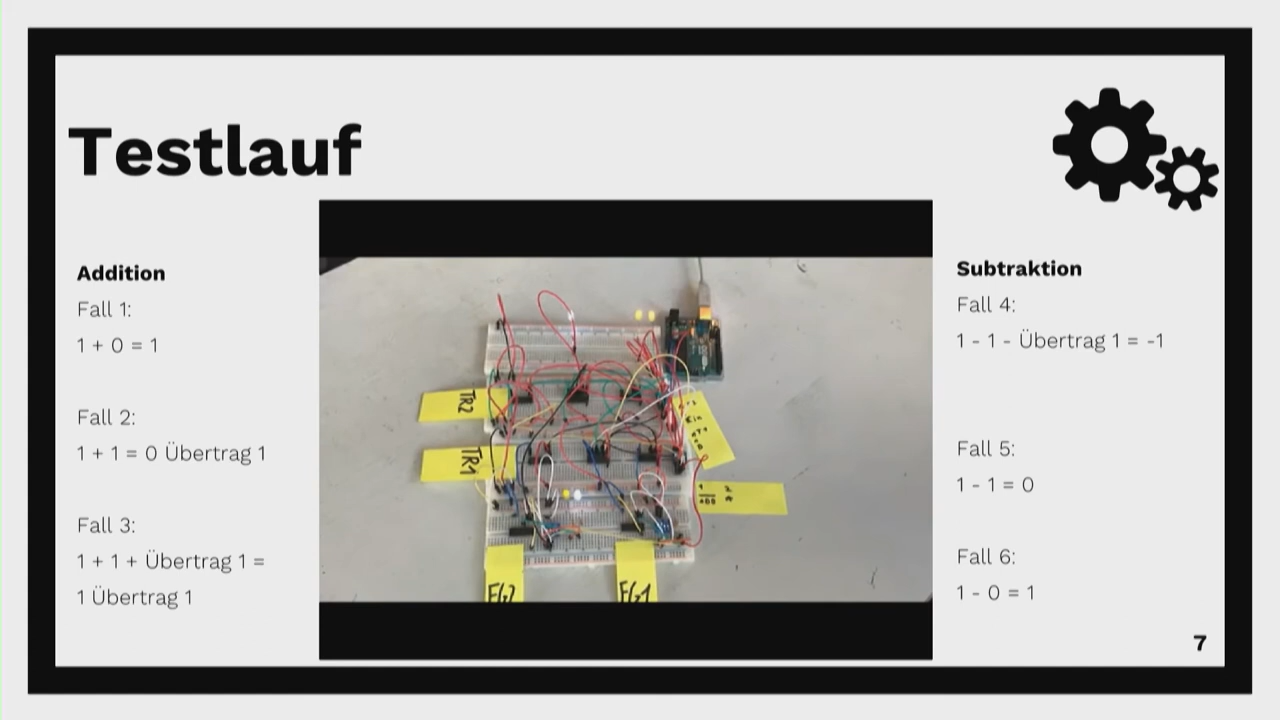 Testlauf
Addition
Fall 1:
1 + 0 = 1
Fall 2:
1 + 1 = 0 Übertrag 1
Fall 3:
1 + 1 + Übertrag 1 =
1 Übertrag 1
TR2
TR1
EG2
EG1
Subtraktion
Fall 4:
1 - 1 - Übertrag 1 = -1
Fall 5:
1 - 1 = 0
Fall 6:
1 - 0 = 1
7